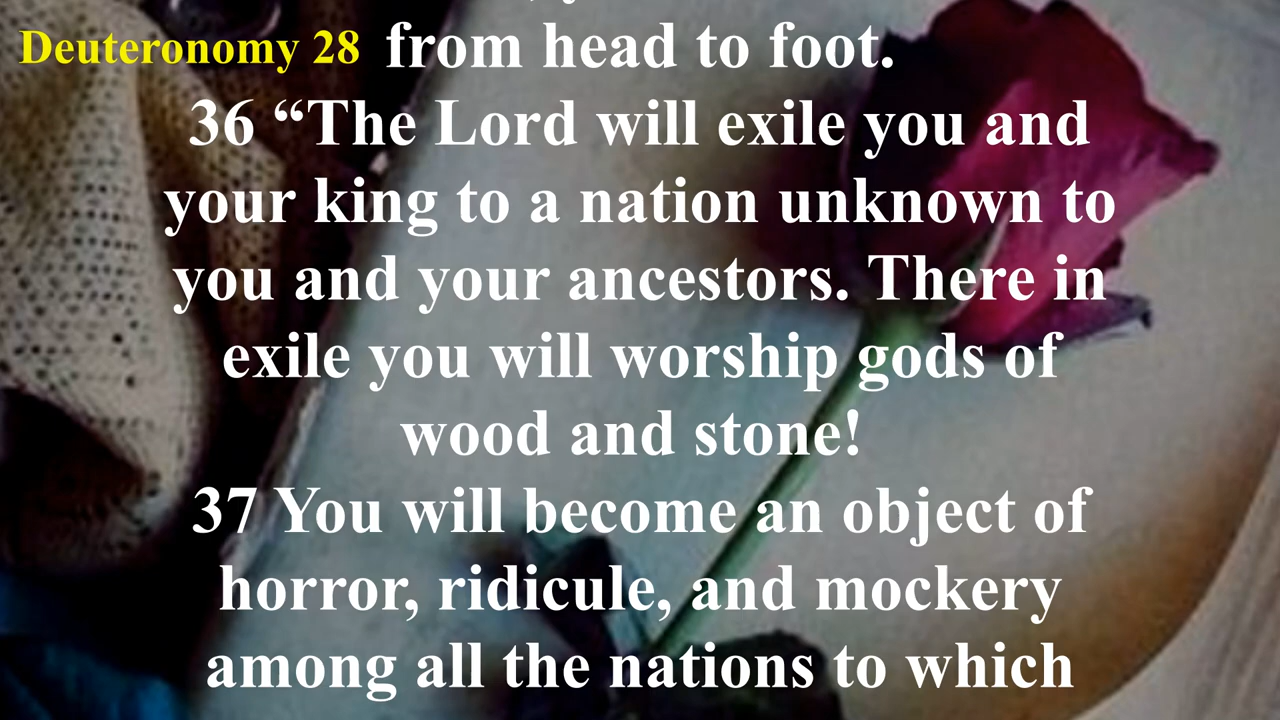 Deuteronomy 28 from head to foot.
36 “The Lord will exile you and
your king to a nation unknown to
you and your ancestors. There in
exile you will worship gods of
wood and stone!
37 You will become an object of
horror, ridicule, and mockery
among all the nations to which